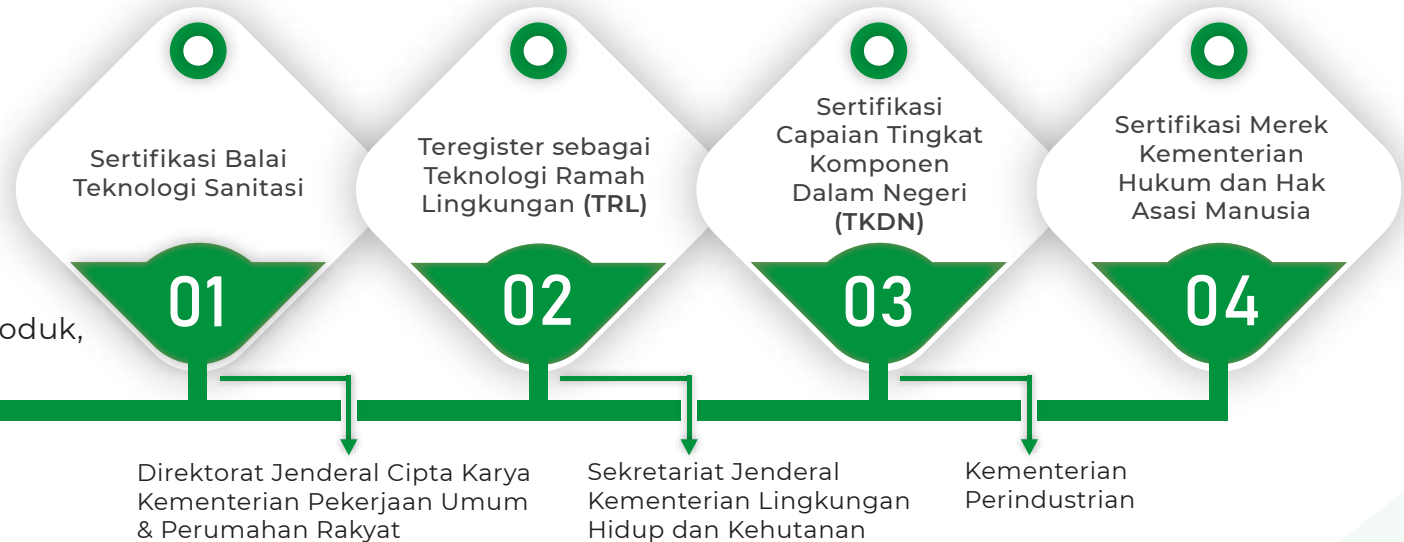 Sertifikasi Balai
Teknologi Sanitasi
01
Teregister sebagai
Teknologi Ramah
Lingkungan (TRL)
02
Sertifikasi
Capaian Tingkat
Komponen
Dalam Negeri
(TKDN)
03
Sertifikasi Merek
Kementerian
Hukum dan Hak
Asasi Manusia
04
oduk,
Direktorat Jenderal Cipta Karya
Kementerian Pekerjaan Umum
& Perumahan Rakyat
Sekretariat Jenderal
Kementerian Lingkungan
Hidup dan Kehutanan
Kementerian
Perindustrian